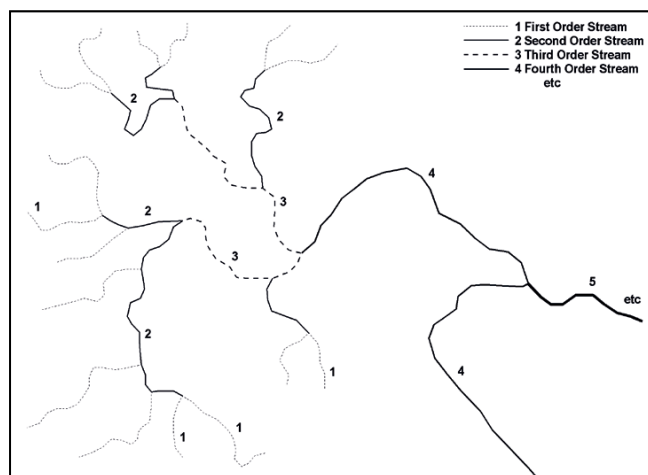 1 First Order Stream
2 Second Order Stream
3 Third Order Stream
4 Fourth Order Stream
etc
2
2
4
3
1
2
3
5
etc
2
4
1
1
1